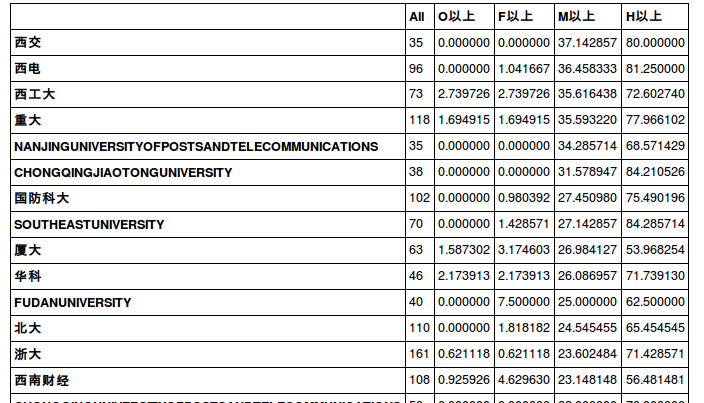 All O以上 F以上 M以上 H以上
西交 35 0.000000 0.000000 37.142857 80.000000
西电 96 0.000000 1.041667 36.458333 81.250000
西工大 73 2.739726 2.739726 35.616438 72.602740
重大 118 1.694915 1.694915 35.593220 77.966102
NANJINGUNIVERSITYOFPOSTSANDTELECOMMUNICATIONS 35 0.000000 0.000000 34.285714 68.571429
CHONGQINGJIAOTONGUNIVERSITY 38 0.000000 0.000000 31.578947 84.210526
国防科大 102 0.000000 0.980392 27.450980 75.490196
SOUTHEASTUNIVERSITY 70 0.000000 1.428571 27.142857 84.285714
厦大 63 1.587302 3.174603 26.984127 53.968254
华科 46 2.173913 2.173913 26.086957 71.739130
FUDANUNIVERSITY 40 0.000000 7.500000 25.000000 62.500000
北大 110 0.000000 1.818182 24.545455 65.454545
浙大 161 0.621118 0.621118 23.602484 71.428571
西南财经 108 0.925926 4.629630 23.148148 56.481481